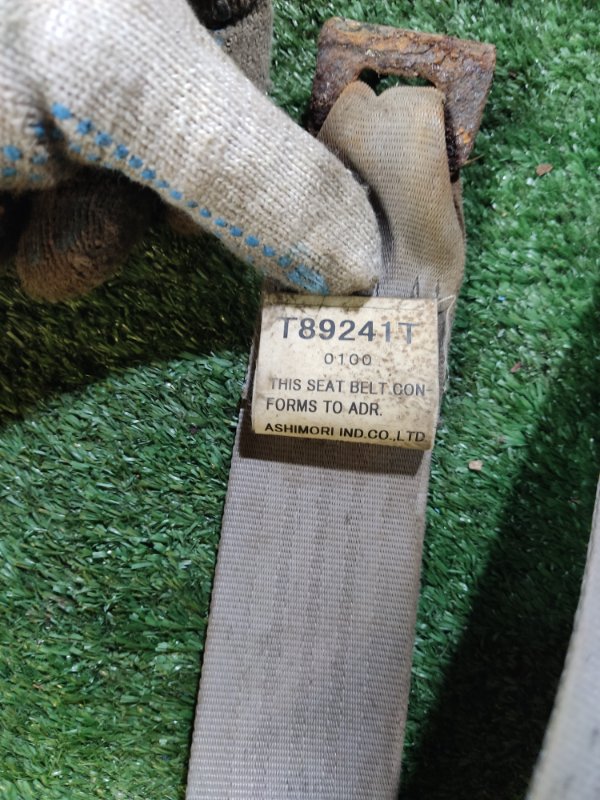 T89241T
0100
THIS SEAT BELT CON-
FORMS TO ADR.
ASHIMORI IND.CO.,LTD